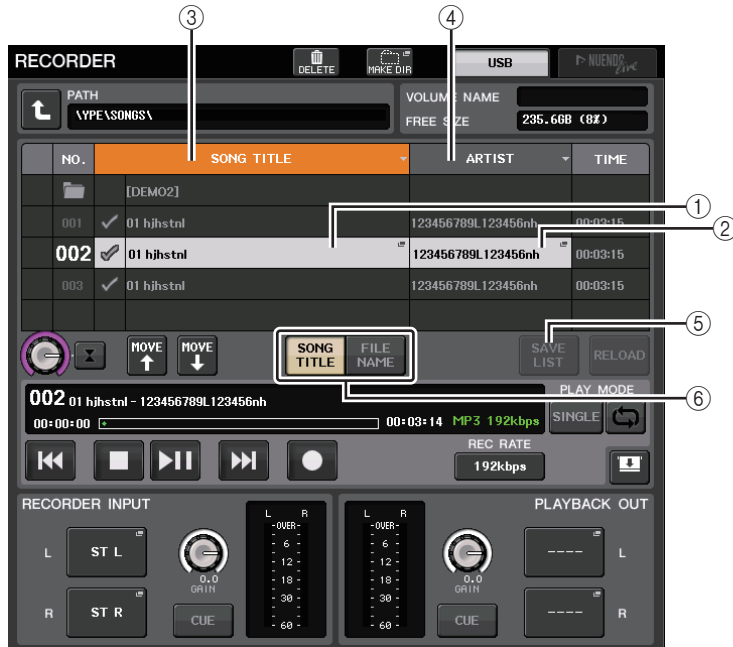 ③ ④
RECORDER DELETE MAKE DIR USB NUENDO Live
PATH VOLUME NAME
\YPE\SONGS\ FREE SIZE 235.6GB (8%)
NO. SONG TITLE ARTIST TIME
[DEMO2]
001 01 hjhstnl 123456789L123456nh 00:03:15
①
②
002 01 hjhstnl 123456789L123456nh 00:03:15
003 01 hjhstnl 123456789L123456nh 00:03:15
⑤
MOVE MOVE SONG TITLE FILE NAME SAVE LIST RELOAD
⑥
002 01 hjhstnl - 123456789L123456nh PLAY MODE
00:00:00 00:03:14 MP3 192kbps SINGLE
REC RATE
192kbps
RECORDER INPUT L R L R PLAYBACK OUT
-OVER- -OVER-
L ST L 6 6 ---- L
12 12
0.0 18 18 0.0
GAIN GAIN
30 30
R ST R CUE 60 60 CUE ---- R